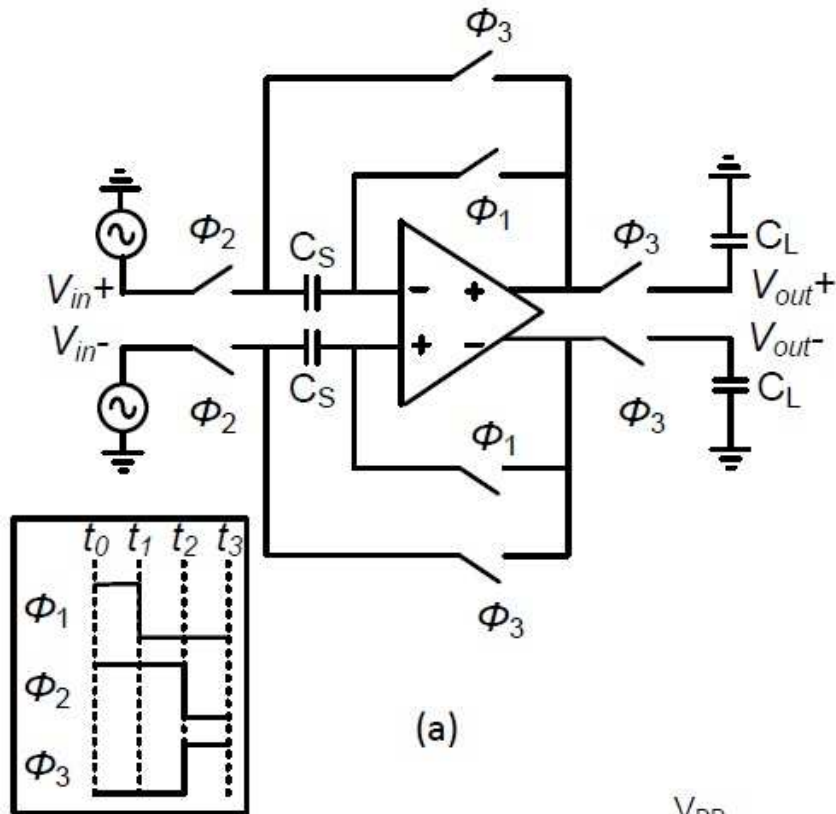 Φ3
Φ1
Φ2
CS
Φ3
CL
Vin+
Vout+
− +
Vin-
Vout-
+ −
CS
CL
Φ2
Φ1
Φ3
t0 t1 t2 t3
Φ3
Φ1
Φ2
(a)
Φ3